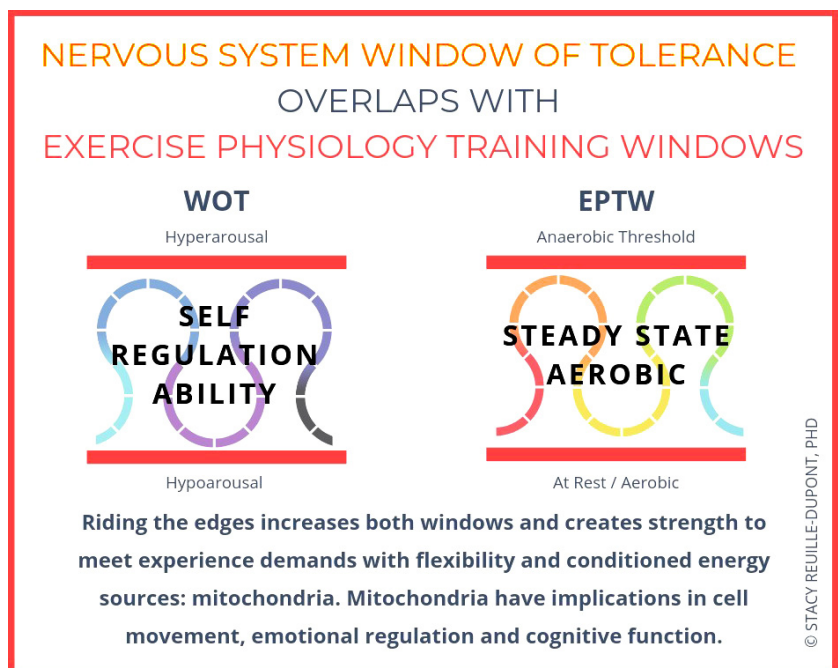 NERVOUS SYSTEM WINDOW OF TOLERANCE
OVERLAPS WITH
EXERCISE PHYSIOLOGY TRAINING WINDOWS
WOT
Hyperarousal
SELF
REGULATION
ABILITY
Hypoarousal
EPTW
Anaerobic Threshold
STEADY STATE
AEROBIC
At Rest / Aerobic
Riding the edges increases both windows and creates strength to
meet experience demands with flexibility and conditioned energy
sources: mitochondria. Mitochondria have implications in cell
movement, emotional regulation and cognitive function.
© STACY REUILLE-DUPONT, PHD